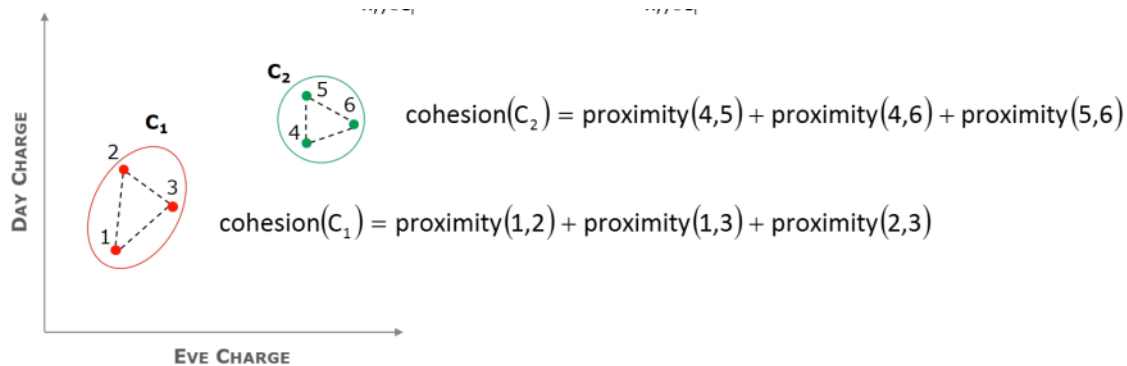 C₂
5
6
4
cohesion(C₂) = proximity(4,5) + proximity(4,6) + proximity(5,6)
C₁
2
3
1
cohesion(C₁) = proximity(1,2) + proximity(1,3) + proximity(2,3)
DAY CHARGE
EVE CHARGE